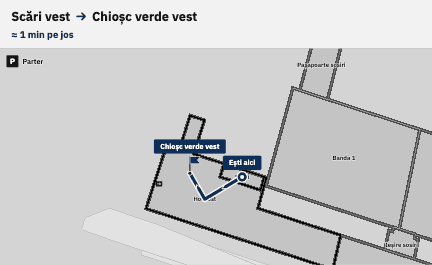 Scări vest → Chioșc verde vest
≈ 1 min pe jos
P Parter
Pașapoarte sosiri
Chioșc verde vest
Ești aici
Banda 1
Ieșire sosiri